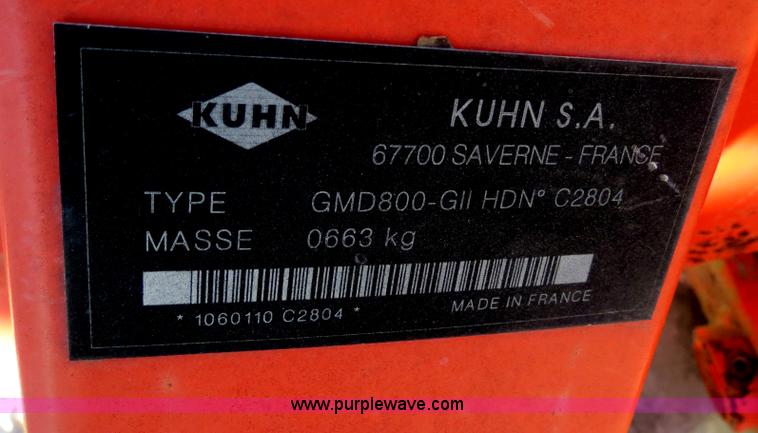 KUHN
KUHN S.A.
67700 SAVERNE - FRANCE
TYPE GMD800-GII HDN° C2804
MASSE 0663 kg
* 1060110 C2804 * MADE IN FRANCE
www.purplewave.com